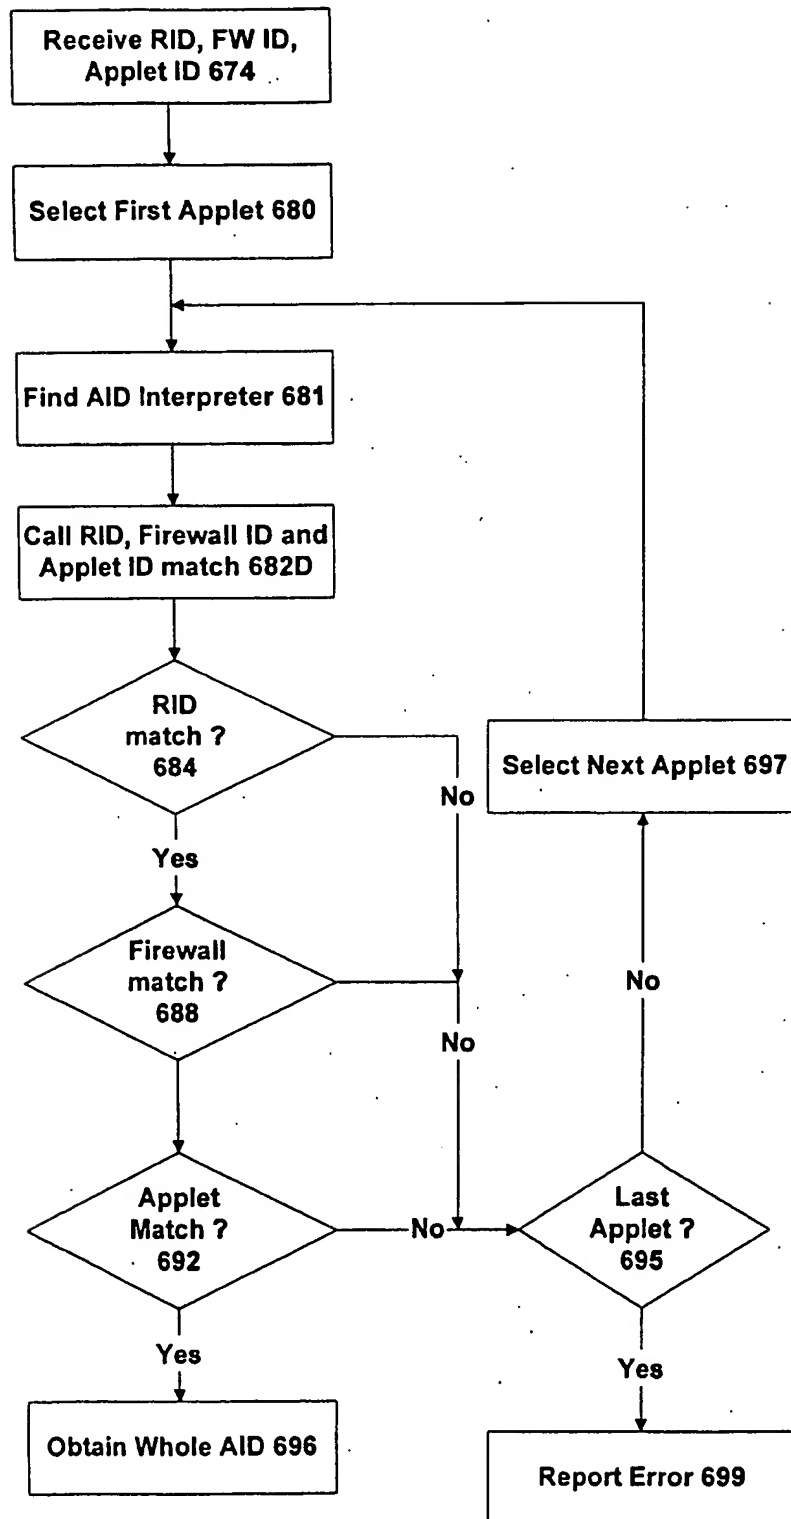 Receive RID, FW ID,
Applet ID 674
Select First Applet 680
Find AID Interpreter 681
Call RID, Firewall ID and
Applet ID match 682D
RID
match ?
684
Select Next Applet 697
No
Yes
Firewall
match ?
688
No
No
Applet
Match ?
692
No
Last
Applet ?
695
Yes
Yes
Obtain Whole AID 696
Report Error 699